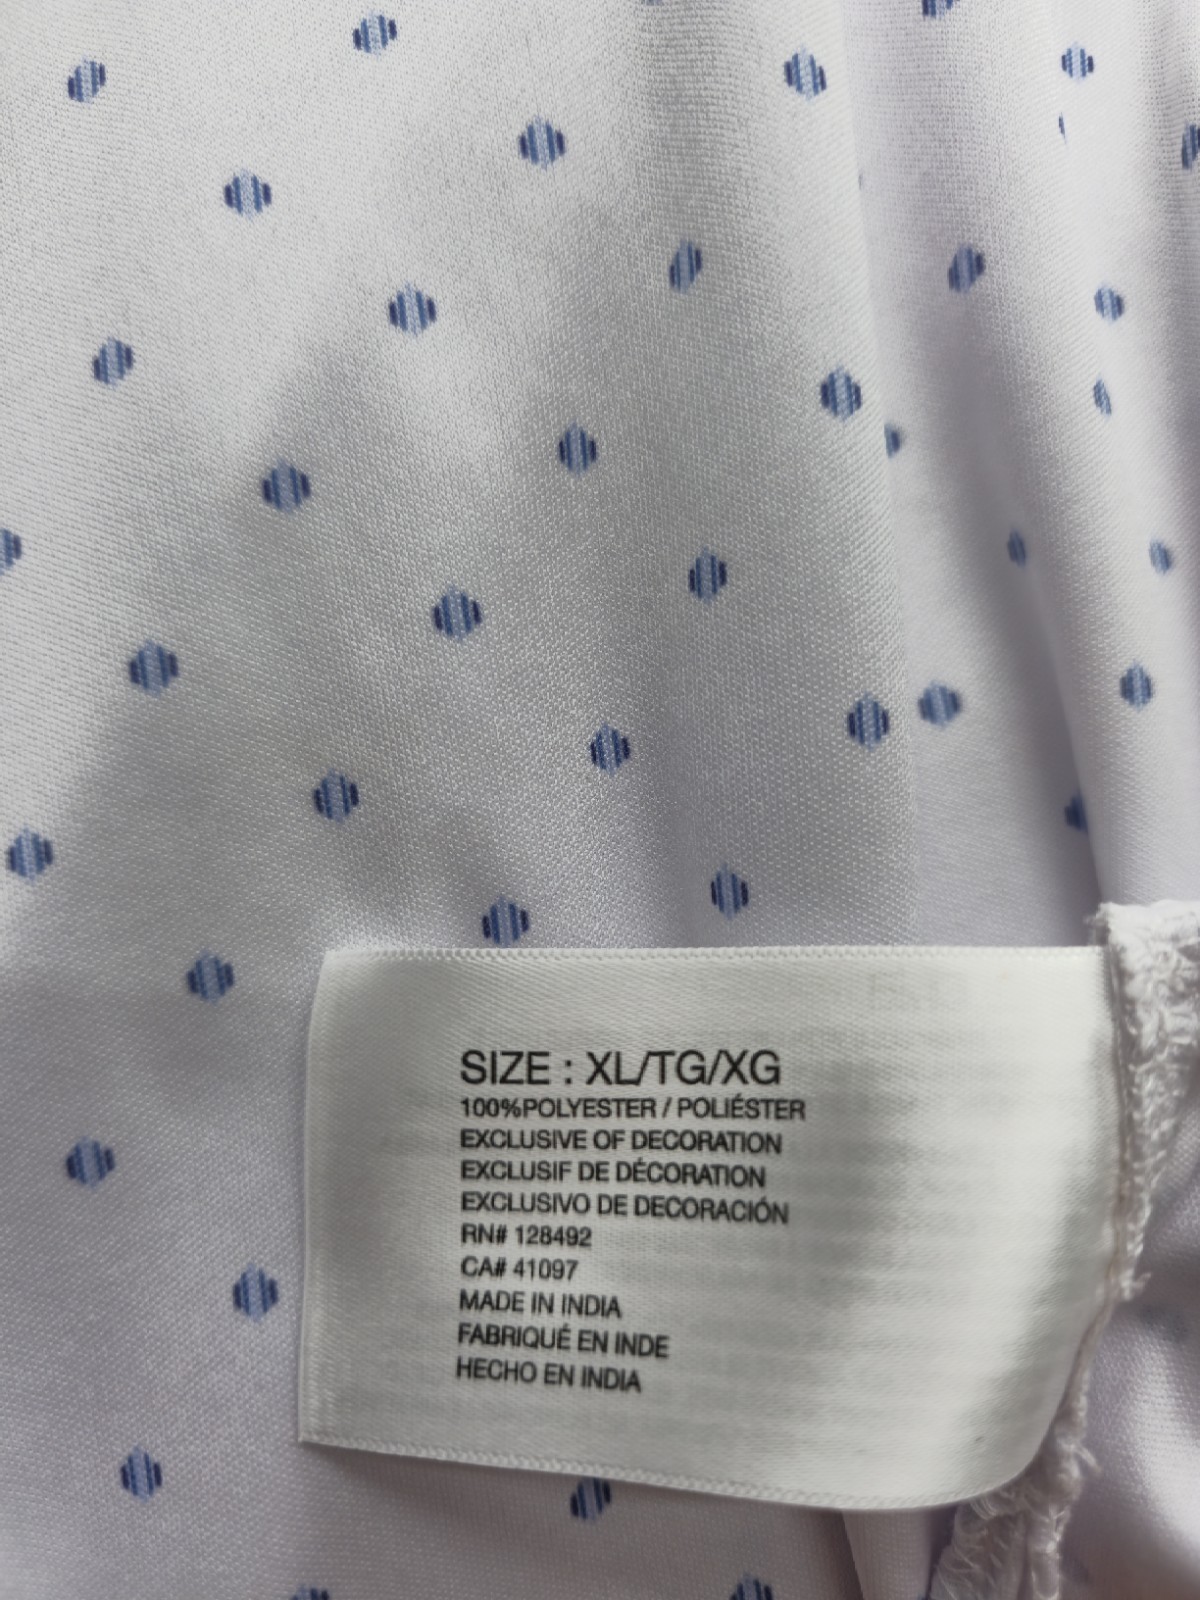 SIZE : XL/TG/XG
100%POLYESTER / POLIÉSTER
EXCLUSIVE OF DECORATION
EXCLUSIF DE DÉCORATION
EXCLUSIVO DE DECORACIÓN
RN# 128492
CA# 41097
MADE IN INDIA
FABRIQUÉ EN INDE
HECHO EN INDIA